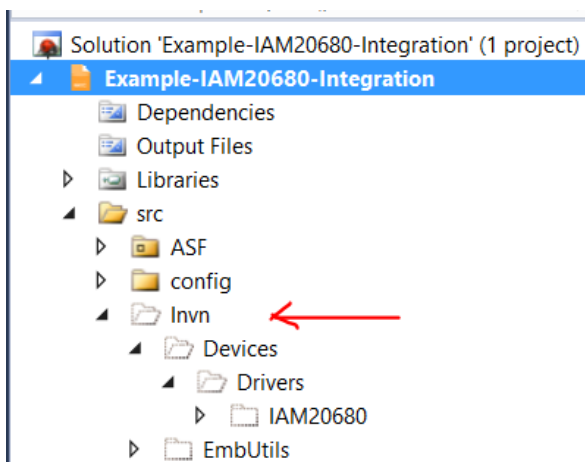 Solution 'Example-IAM20680-Integration' (1 project)
Example-IAM20680-Integration
Dependencies
Output Files
Libraries
src
ASF
config
Invn
Devices
Drivers
IAM20680
EmbUtils